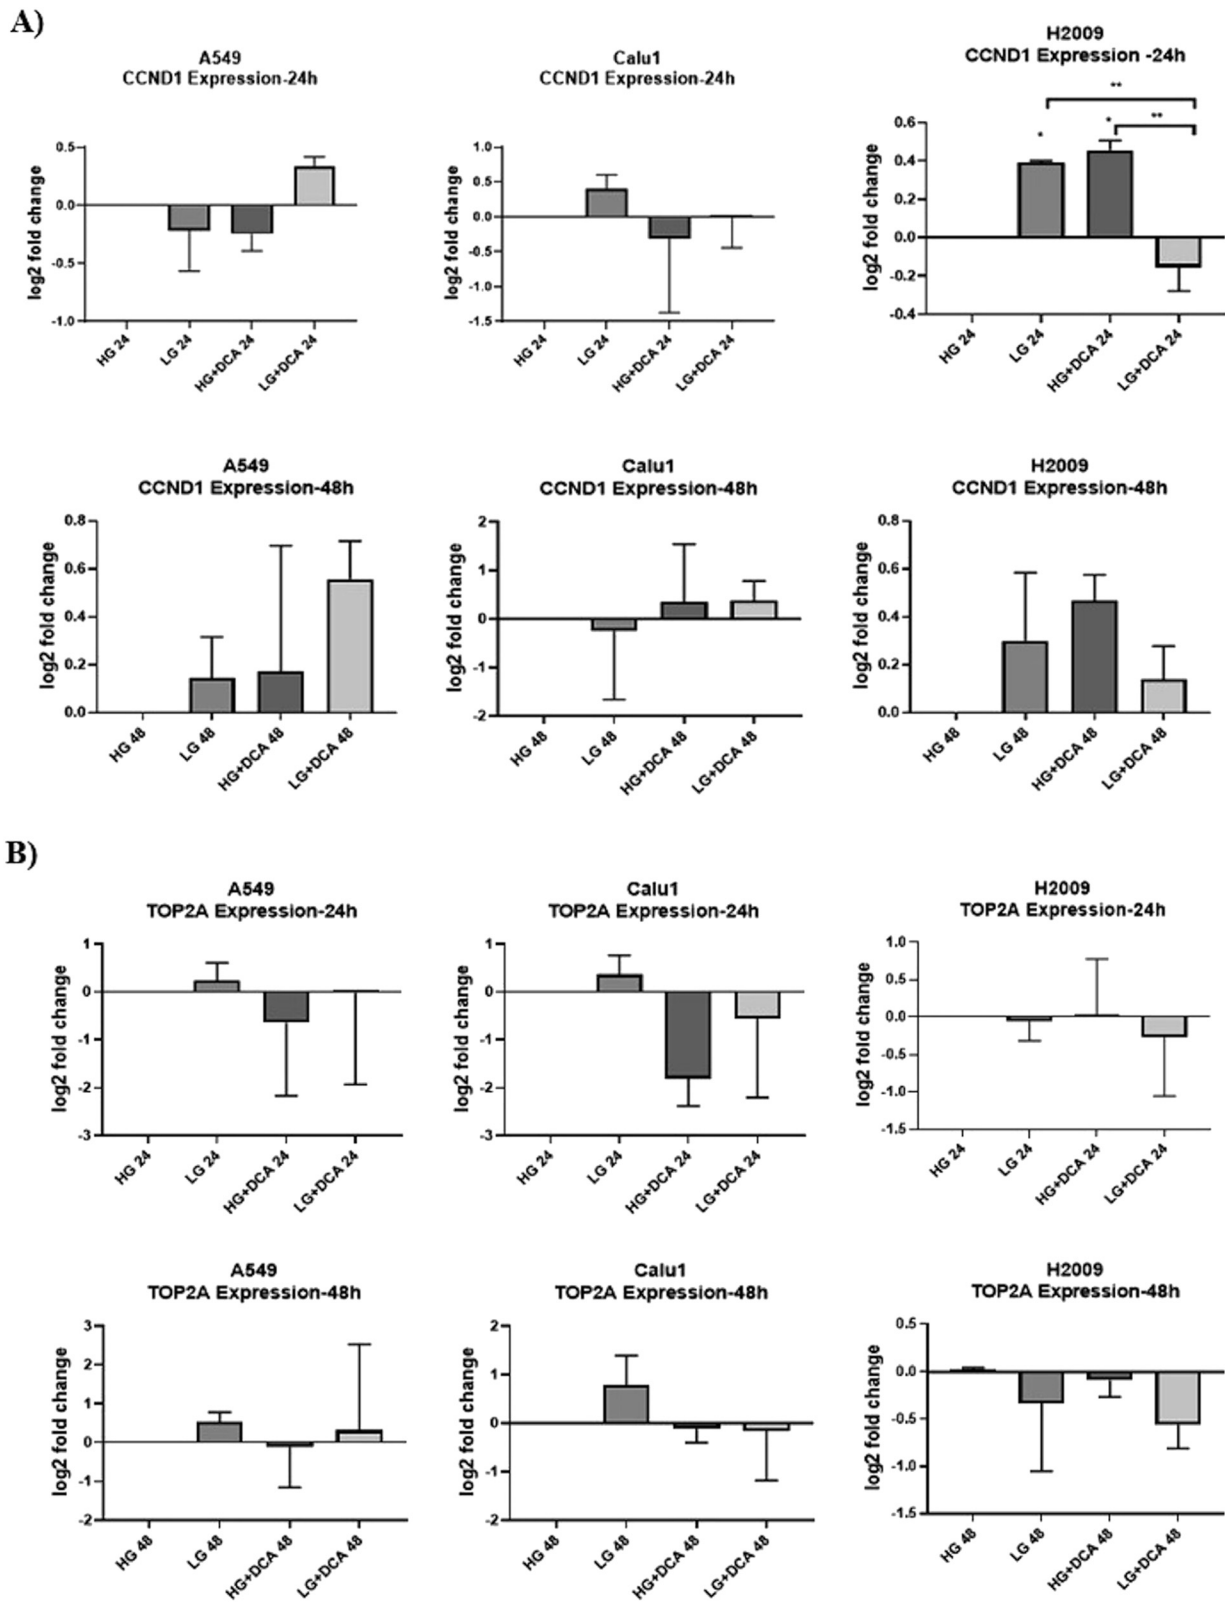 A)
A549
CCND1 Expression-24h
log2 fold change
0.5
0.0
-0.5
-1.0
HG 24
LG 24
HG+DCA 24
LG+DCA 24
Calu1
CCND1 Expression-24h
log2 fold change
1.0
0.5
0.0
-0.5
-1.0
-1.5
HG 24
LG 24
HG+DCA 24
LG+DCA 24
H2009
CCND1 Expression -24h
log2 fold change
0.6
0.4
0.2
0.0
-0.2
-0.4
*
*
**
**
HG 24
LG 24
HG+DCA 24
LG+DCA 24
A549
CCND1 Expression-48h
log2 fold change
0.8
0.6
0.4
0.2
0.0
HG 48
LG 48
HG+DCA 48
LG+DCA 48
Calu1
CCND1 Expression-48h
log2 fold change
2
1
0
-1
-2
HG 48
LG 48
HG+DCA 48
LG+DCA 48
H2009
CCND1 Expression-48h
log2 fold change
0.8
0.6
0.4
0.2
0.0
HG 48
LG 48
HG+DCA 48
LG+DCA 48
B)
A549
TOP2A Expression-24h
log2 fold change
1
0
-1
-2
-3
HG 24
LG 24
HG+DCA 24
LG+DCA 24
Calu1
TOP2A Expression-24h
log2 fold change
1
0
-1
-2
-3
HG 24
LG 24
HG+DCA 24
LG+DCA 24
H2009
TOP2A Expression-24h
log2 fold change
1.0
0.5
0.0
-0.5
-1.0
-1.5
HG 24
LG 24
HG+DCA 24
LG+DCA 24
A549
TOP2A Expression-48h
log2 fold change
3
2
1
0
-1
-2
HG 48
LG 48
HG+DCA 48
LG+DCA 48
Calu1
TOP2A Expression-48h
log2 fold change
2
1
0
-1
-2
HG 48
LG 48
HG+DCA 48
LG+DCA 48
H2009
TOP2A Expression-48h
log2 fold change
0.5
0.0
-0.5
-1.0
-1.5
HG 48
LG 48
HG+DCA 48
LG+DCA 48